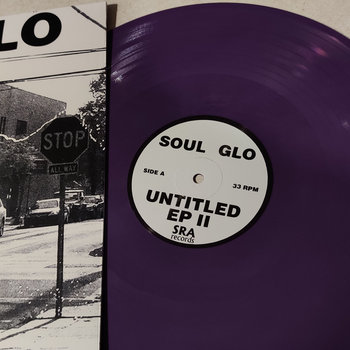 LO
STOP
ALL WAY
SOUL GLO
SIDE A
33 RPM
UNTITLED
EP II
SRA
records